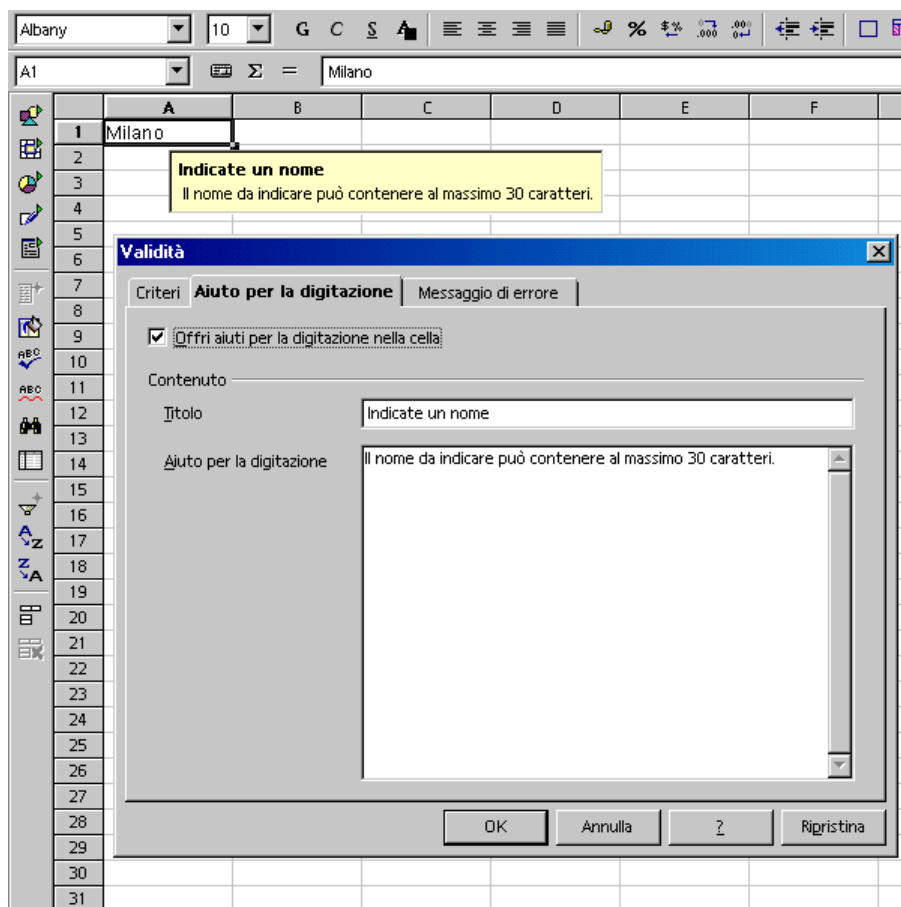 Albany 10 G C S A % $% .000 .000
A1 Σ = Milano
A B C D E F
1 Milano
2
Indicate un nome
3
Il nome da indicare può contenere al massimo 30 caratteri.
4
5
6
Validità
7
Criteri Aiuto per la digitazione Messaggio di errore
8
9
Offri aiuti per la digitazione nella cella
ABC
10
Contenuto
ABC
11
12
Titolo Indicate un nome
13
14
Aiuto per la digitazione Il nome da indicare può contenere al massimo 30 caratteri.
15
16
A Z
17
Z A
18
19
20
21
22
23
24
25
26
27
28
OK Annulla ? Ripristina
29
30
31